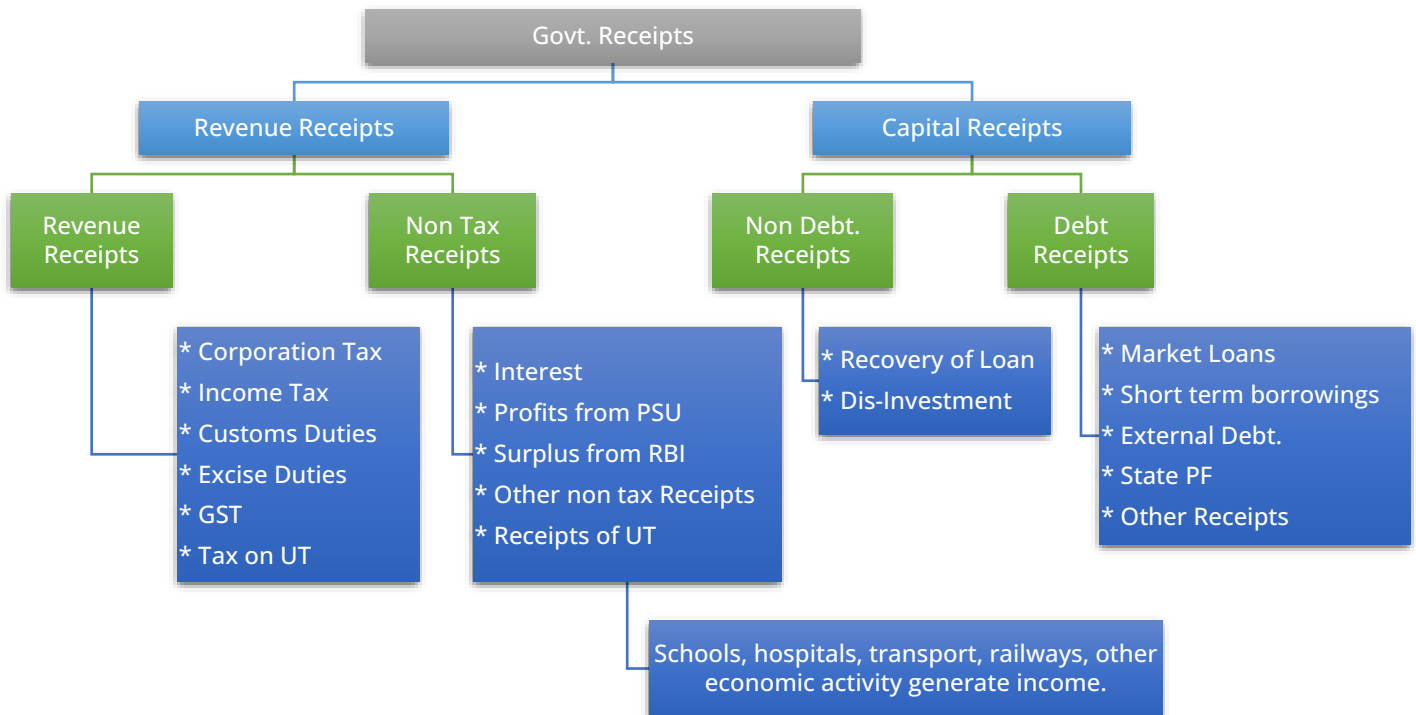 Govt. Receipts
Revenue Receipts
Capital Receipts
Revenue
Receipts
Non Tax
Receipts
Non Debt.
Receipts
Debt
Receipts
* Corporation Tax
* Income Tax
* Customs Duties
* Excise Duties
* GST
* Tax on UT
* Interest
* Profits from PSU
* Surplus from RBI
* Other non tax Receipts
* Receipts of UT
* Recovery of Loan
* Dis-Investment
* Market Loans
* Short term borrowings
* External Debt.
* State PF
* Other Receipts
Schools, hospitals, transport, railways, other
economic activity generate income.